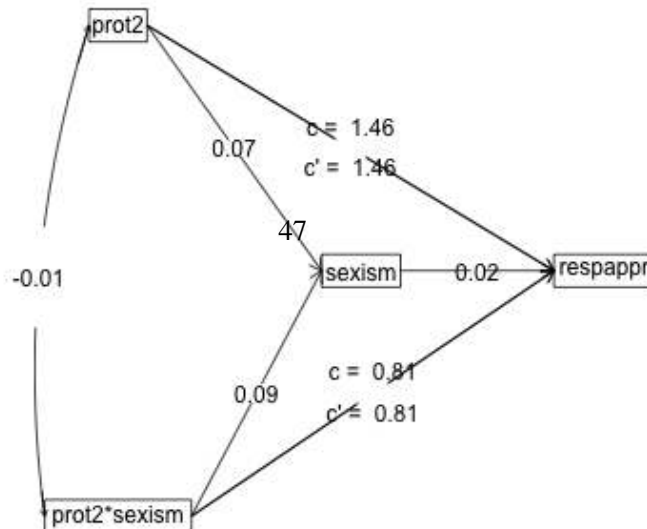 prot2
c = 1.46
0.07
c' = 1.46
47
-0.01
sexism
0.02
respappr
c = 0.81
0.09
c' = 0.81
prot2*sexism